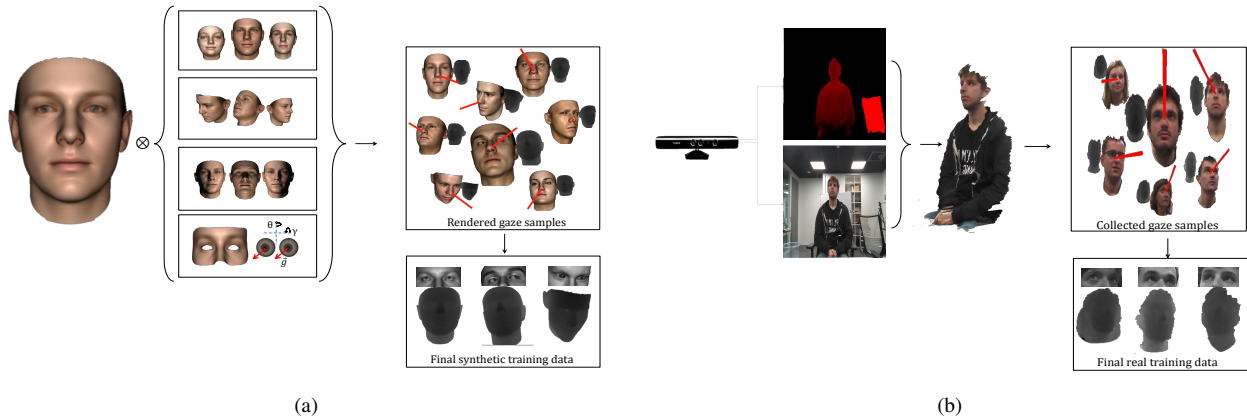 θ
γ
g
Rendered gaze samples
Final synthetic training data
(a)
Collected gaze samples
Final real training data
(b)